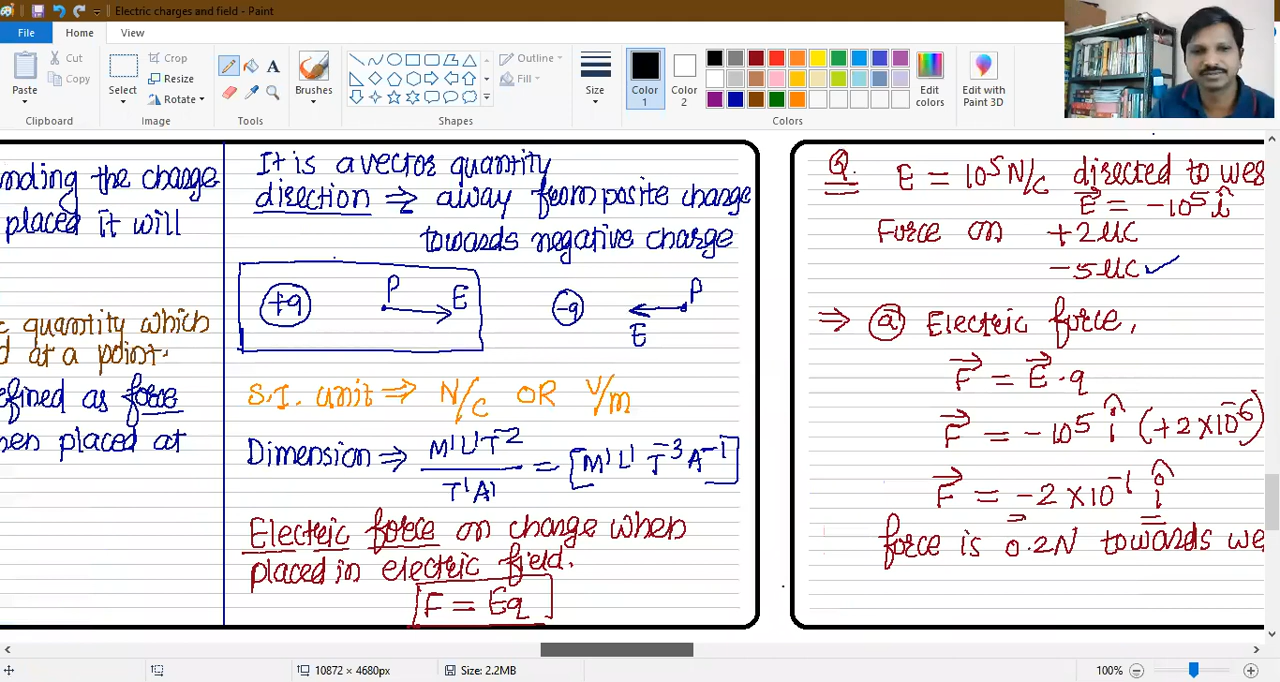 Electric charges and field - Paint
File Home View
Paste
Cut
Copy
Clipboard
Select
Crop
Resize
Rotate
Image
A
Tools
Brushes
Outline
Fill
Shapes
Size
Color 1
Color 2
Edit colors
Edit with Paint 3D
Colors
nding the charge
placed it will
c quantity which
d at a point.
efined as force
hen placed at
It is a vector quantity
direction ⇒ away from posite charge
towards negative charge
+q P E
-q P E
S.I. unit ⇒ N/C OR V/m
Dimension ⇒ M¹L¹T⁻² / T¹A¹ = [M¹L¹T⁻³A⁻¹]
Electric force on charge when
placed in electric field.
F = Eq
Q. E = 10⁵ N/C directed to wes
E⃗ = -10⁵ î
Force on +2μC
-5μC ✓
⇒ ⓐ Electric force,
F⃗ = E⃗.q
F⃗ = -10⁵ î (+2×10⁻⁶)
F⃗ = -2×10⁻¹ î
force is 0.2N towards we
10872 × 4680px
Size: 2.2MB
100%